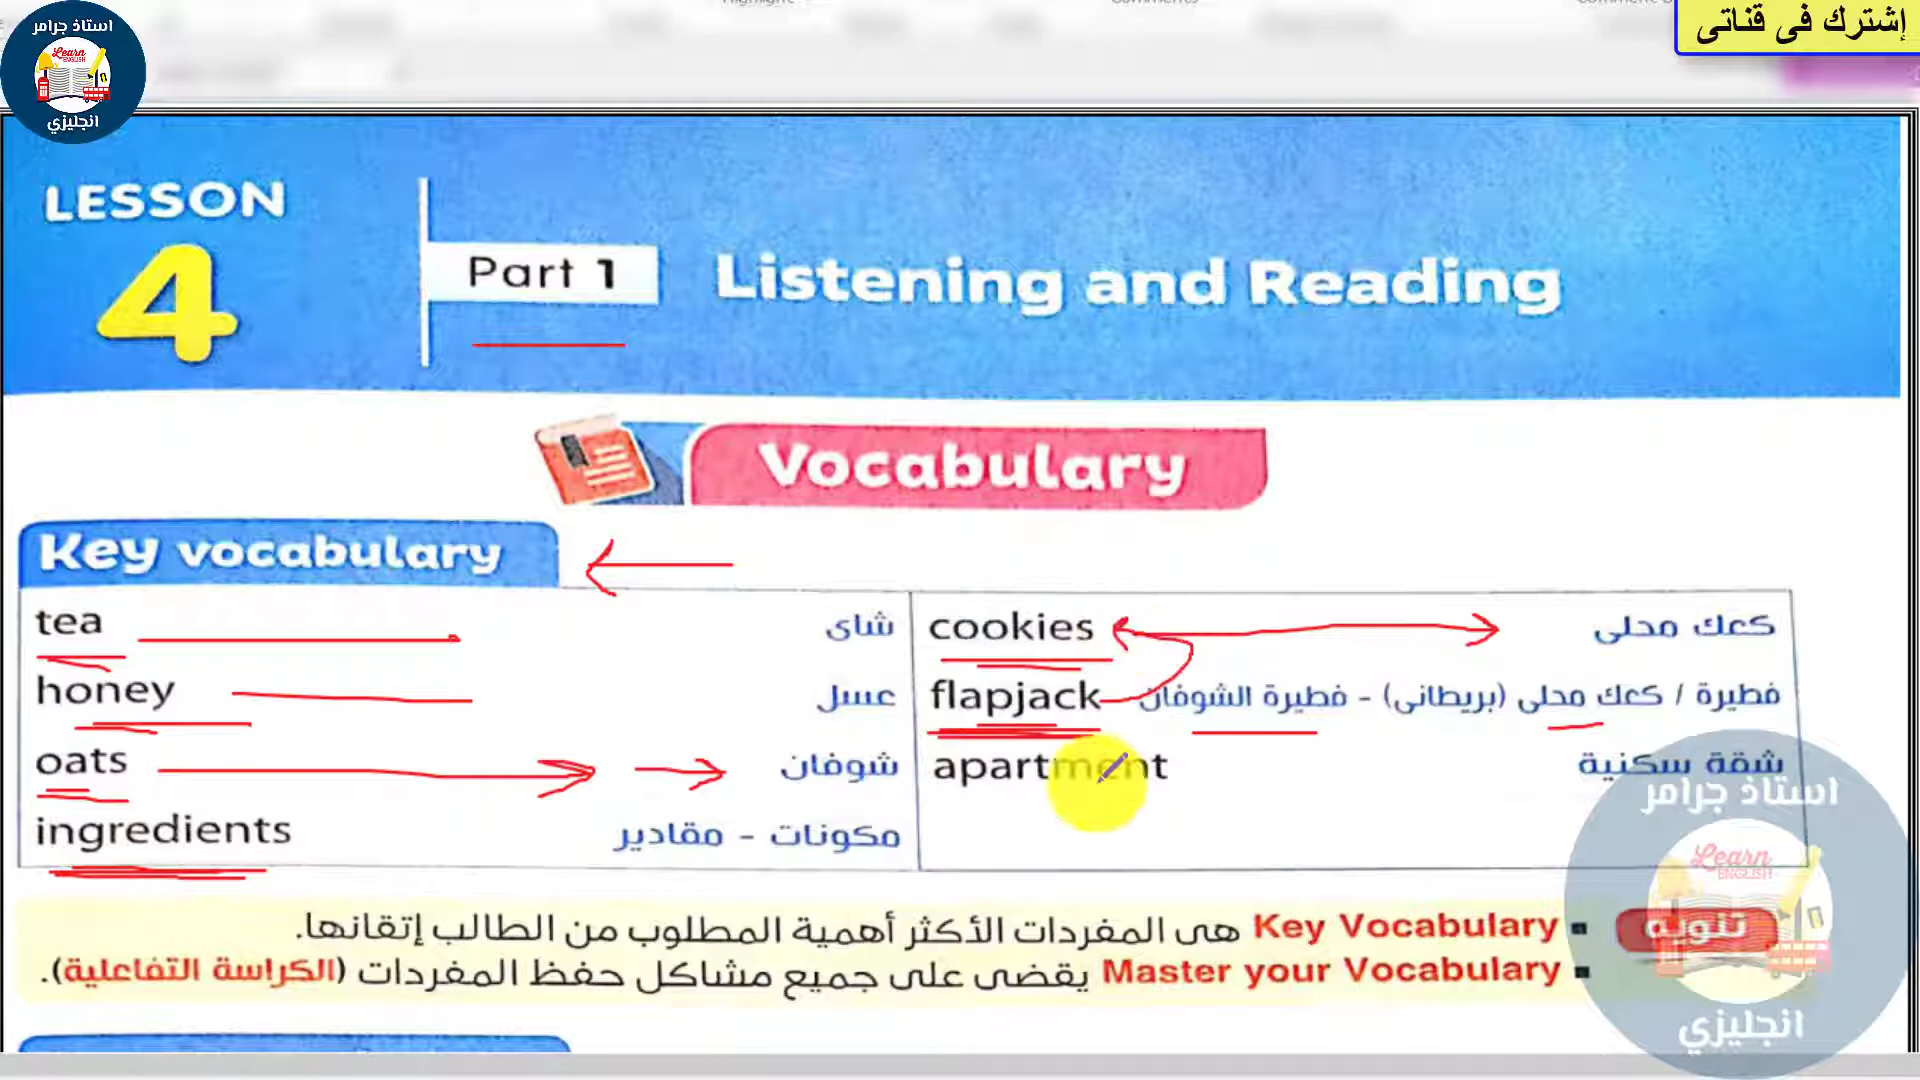 استاذ جرامر
Learn
ENGLISH
انجليزي
إشترك فى قناتى
LESSON
4
Part 1
Listening and Reading
Vocabulary
Key vocabulary
tea شاى
honey عسل
oats شوفان
ingredients مكونات - مقادير
cookies كعك محلى
flapjack فطيرة / كعك محلى (بريطانى) - فطيرة الشوفان
apartment شقة سكنية
تنويه
▪ Key Vocabulary هى المفردات الأكثر أهمية المطلوب من الطالب إتقانها.
▪ Master your Vocabulary يقضى على جميع مشاكل حفظ المفردات (الكراسة التفاعلية).
استاذ جرامر
Learn
ENGLISH
انجليزي